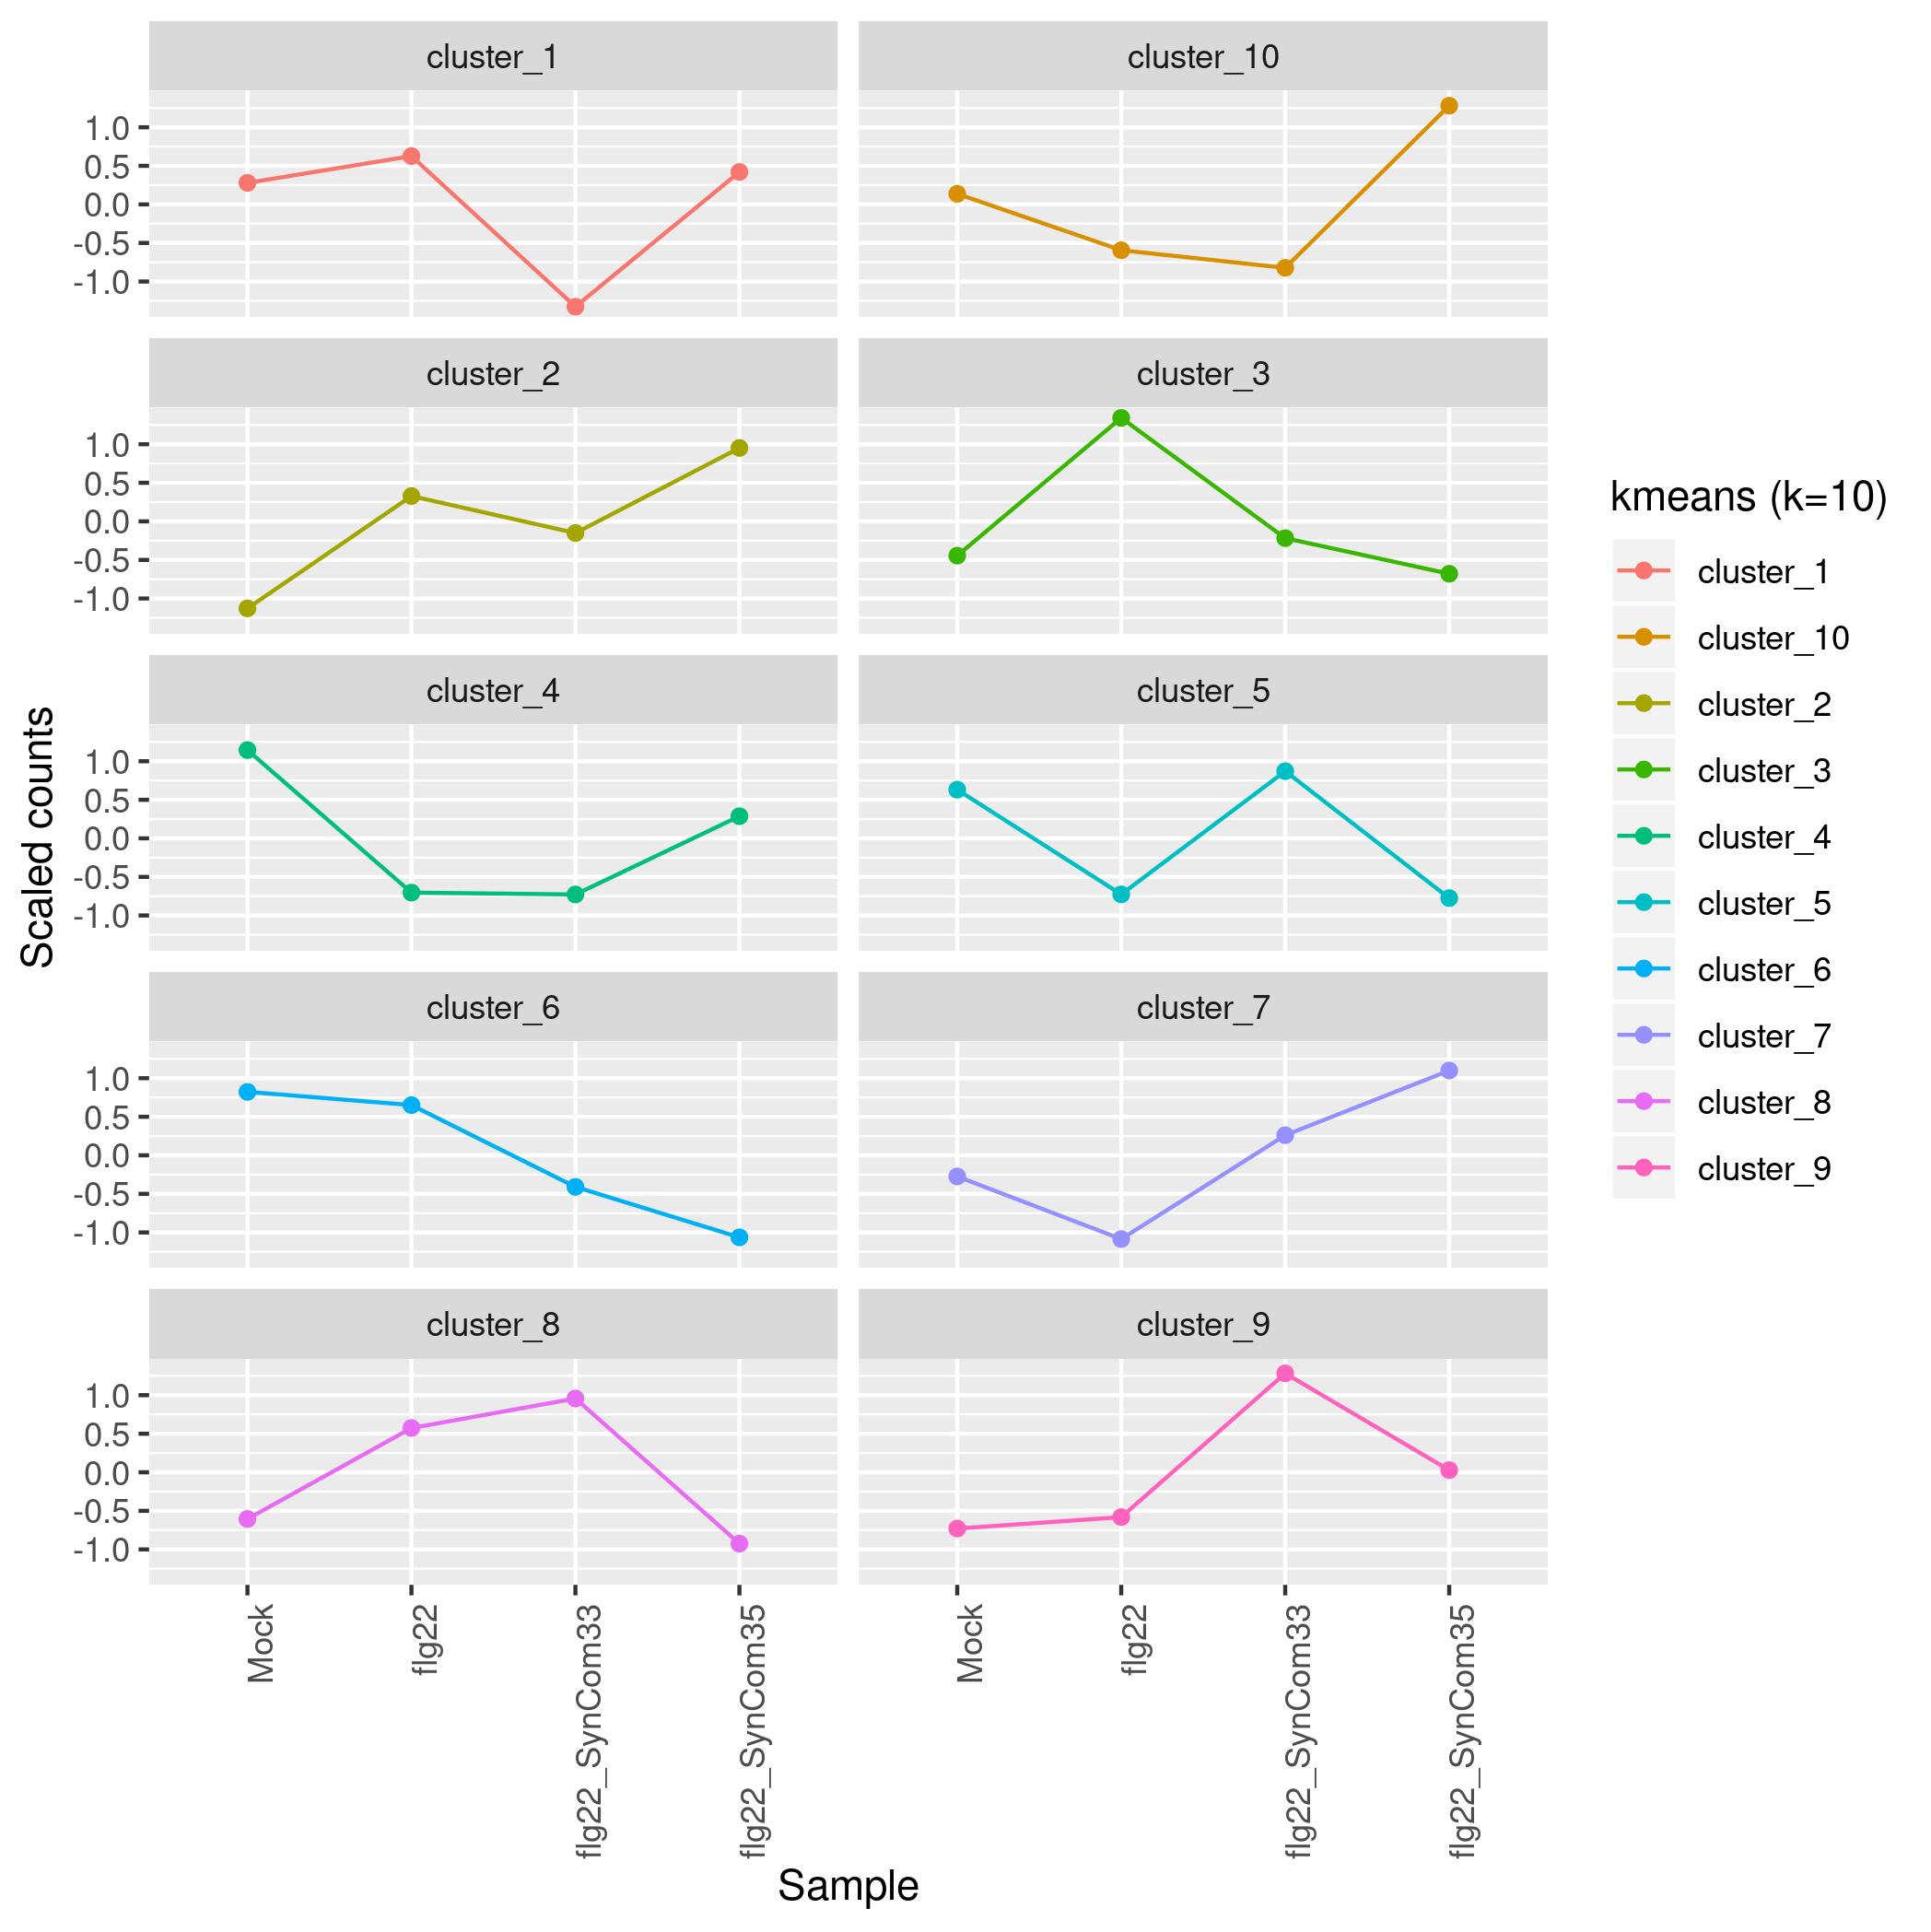 cluster_1
cluster_10
1.0
0.5
0.0
-0.5
-1.0
cluster_2
cluster_3
1.0
0.5
0.0
-0.5
-1.0
cluster_4
cluster_5
1.0
0.5
0.0
-0.5
-1.0
cluster_6
cluster_7
1.0
0.5
0.0
-0.5
-1.0
cluster_8
cluster_9
1.0
0.5
0.0
-0.5
-1.0
Mock
flg22
flg22_SynCom33
flg22_SynCom35
Mock
flg22
flg22_SynCom33
flg22_SynCom35
Sample
Scaled counts
kmeans (k=10)
cluster_1
cluster_10
cluster_2
cluster_3
cluster_4
cluster_5
cluster_6
cluster_7
cluster_8
cluster_9